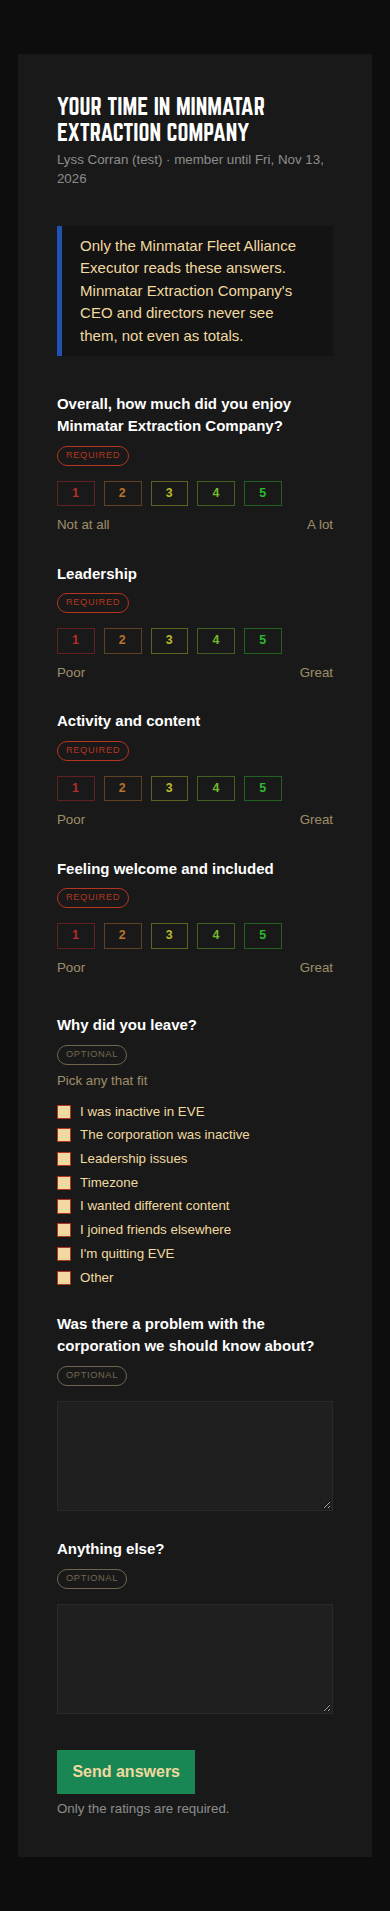 YOUR TIME IN MINMATAR
EXTRACTION COMPANY
Lyss Corran (test) · member until Fri, Nov 13,
2026
Only the Minmatar Fleet Alliance
Executor reads these answers.
Minmatar Extraction Company's
CEO and directors never see
them, not even as totals.
Overall, how much did you enjoy
Minmatar Extraction Company?
REQUIRED
1 2 3 4 5
Not at all A lot
Leadership
REQUIRED
1 2 3 4 5
Poor Great
Activity and content
REQUIRED
1 2 3 4 5
Poor Great
Feeling welcome and included
REQUIRED
1 2 3 4 5
Poor Great
Why did you leave?
OPTIONAL
Pick any that fit
I was inactive in EVE
The corporation was inactive
Leadership issues
Timezone
I wanted different content
I joined friends elsewhere
I'm quitting EVE
Other
Was there a problem with the
corporation we should know about?
OPTIONAL
Anything else?
OPTIONAL
Send answers
Only the ratings are required.